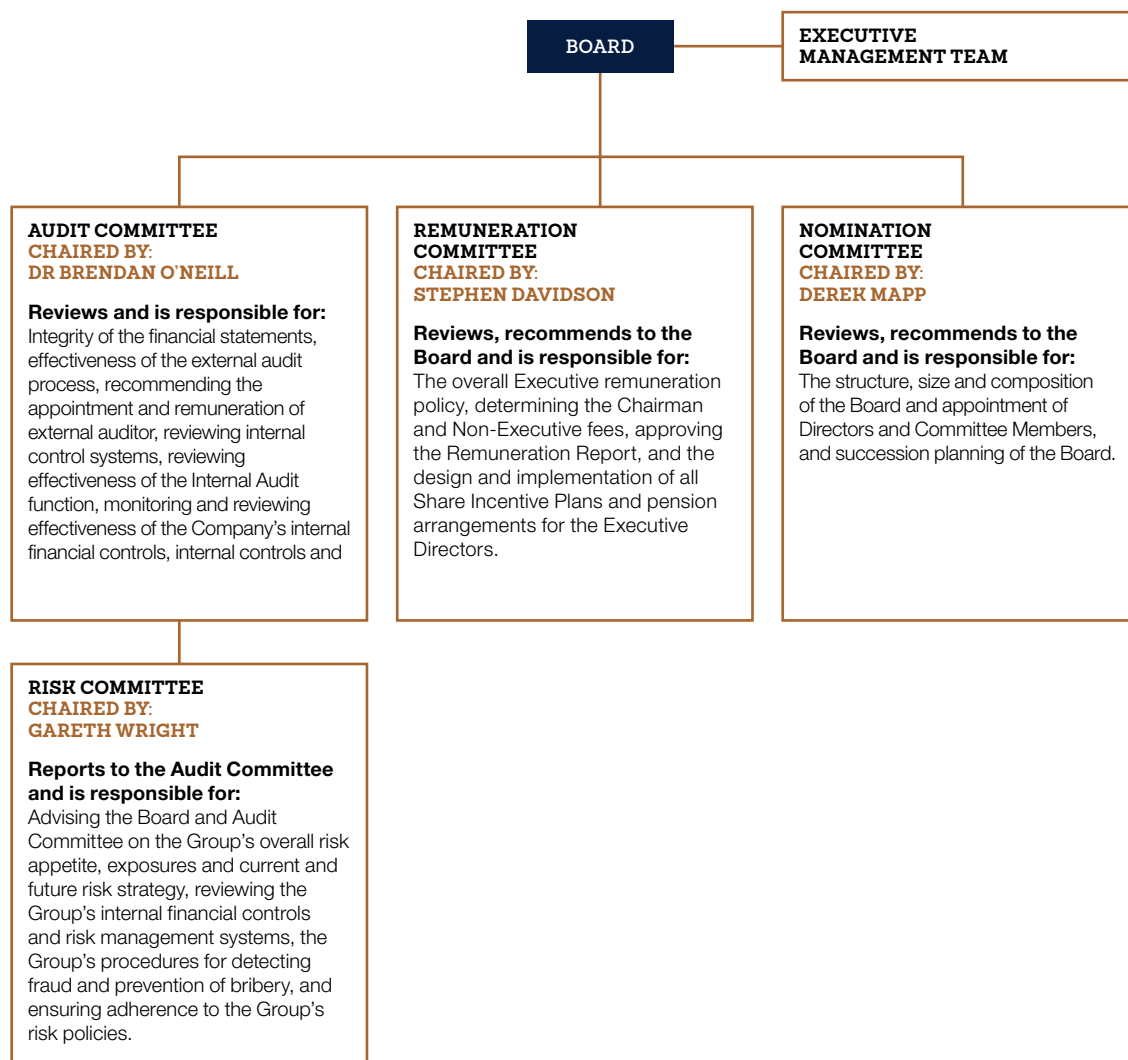 BOARD
EXECUTIVE
MANAGEMENT TEAM
AUDIT COMMITTEE
CHAIRED BY:
DR BRENDAN O'NEILL
Reviews and is responsible for:
Integrity of the financial statements,
effectiveness of the external audit
process, recommending the
appointment and remuneration of
external auditor, reviewing internal
control systems, reviewing
effectiveness of the Internal Audit
function, monitoring and reviewing
effectiveness of the Company's internal
financial controls, internal controls and
REMUNERATION
COMMITTEE
CHAIRED BY:
STEPHEN DAVIDSON
Reviews, recommends to the
Board and is responsible for:
The overall Executive remuneration
policy, determining the Chairman
and Non-Executive fees, approving
the Remuneration Report, and the
design and implementation of all
Share Incentive Plans and pension
arrangements for the Executive
Directors.
NOMINATION
COMMITTEE
CHAIRED BY:
DEREK MAPP
Reviews, recommends to the
Board and is responsible for:
The structure, size and composition
of the Board and appointment of
Directors and Committee Members,
and succession planning of the Board.
RISK COMMITTEE
CHAIRED BY:
GARETH WRIGHT
Reports to the Audit Committee
and is responsible for:
Advising the Board and Audit
Committee on the Group's overall risk
appetite, exposures and current and
future risk strategy, reviewing the
Group's internal financial controls
and risk management systems, the
Group's procedures for detecting
fraud and prevention of bribery, and
ensuring adherence to the Group's
risk policies.